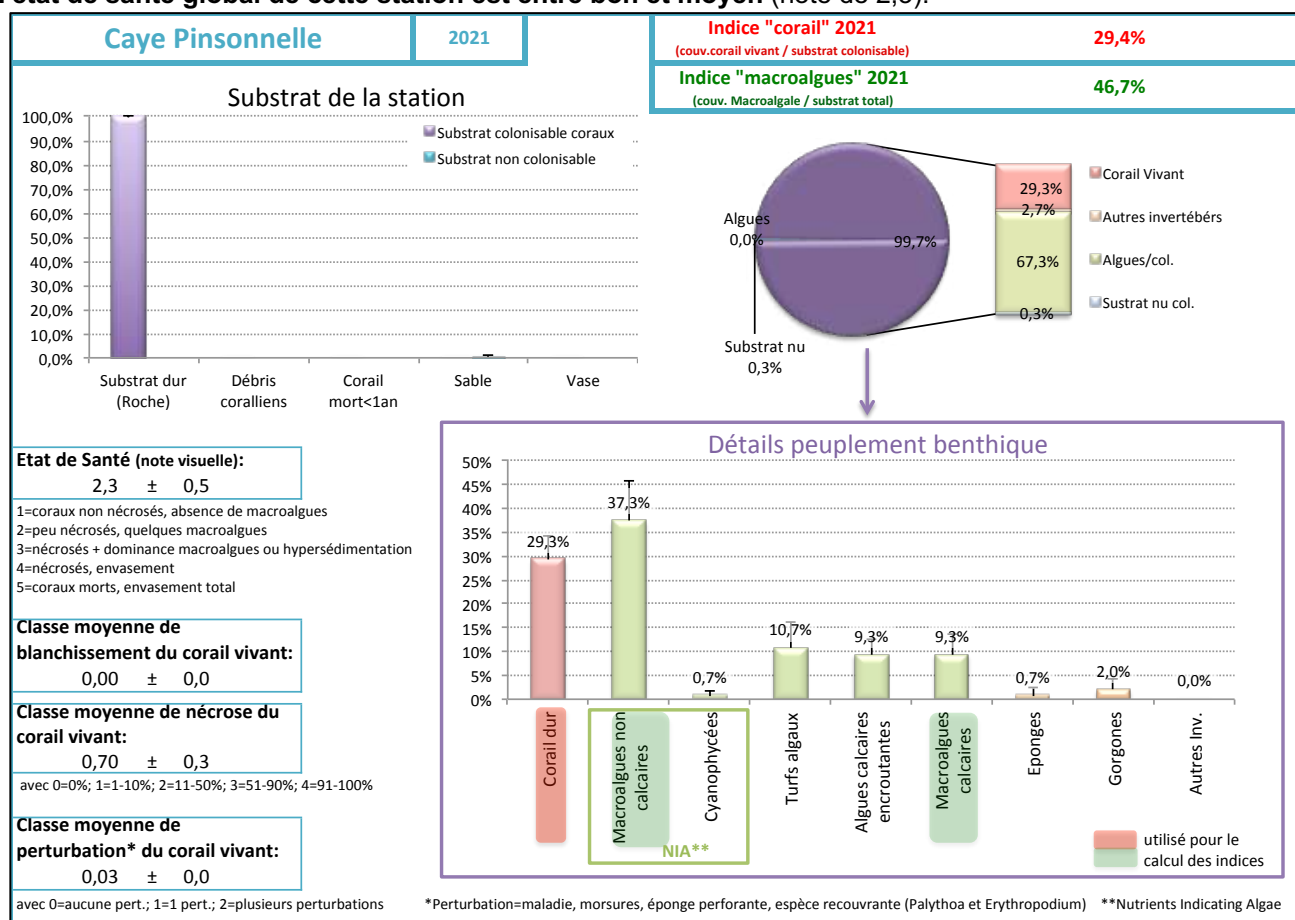 l'état de santé global de cette station est entre bon et moyen (note de 2,3).
Caye Pinsonnelle
2021
Indice "corail" 2021
(couv.corail vivant / substrat colonisable)
29,4%
Indice "macroalgues" 2021
(couv. Macroalgale / substrat total)
46,7%
Substrat de la station
100,0%
90,0%
80,0%
70,0%
60,0%
50,0%
40,0%
30,0%
20,0%
10,0%
0,0%
Substrat colonisable coraux
Substrat non colonisable
Substrat dur
(Roche)
Débris
coralliens
Corail
mort<1an
Sable
Vase
Algues
0,0%
99,7%
Substrat nu
0,3%
29,3%
2,7%
67,3%
0,3%
Corail Vivant
Autres invertébérs
Algues/col.
Sustrat nu col.
Etat de Santé (note visuelle):
2,3 ± 0,5
1=coraux non nécrosés, absence de macroalgues
2=peu nécrosés, quelques macroalgues
3=nécrosés + dominance macroalgues ou hypersédimentation
4=nécrosés, envasement
5=coraux morts, envasement total
Classe moyenne de
blanchissement du corail vivant:
0,00 ± 0,0
Classe moyenne de nécrose du
corail vivant:
0,70 ± 0,3
avec 0=0%; 1=1-10%; 2=11-50%; 3=51-90%; 4=91-100%
Classe moyenne de
perturbation* du corail vivant:
0,03 ± 0,0
avec 0=aucune pert.; 1=1 pert.; 2=plusieurs perturbations
Détails peuplement benthique
50%
45%
40%
35%
30%
25%
20%
15%
10%
5%
0%
29,3%
37,3%
0,7%
10,7%
9,3%
9,3%
0,7%
2,0%
0,0%
Corail dur
Macroalgues non
calcaires
Cyanophycées
Turfs algaux
Algues calcaires
encroutantes
Macroalgues
calcaires
Eponges
Gorgones
Autres Inv.
NIA**
utilisé pour le
calcul des indices
*Perturbation=maladie, morsures, éponge perforante, espèce recouvrante (Palythoa et Erythropodium) **Nutrients Indicating Algae